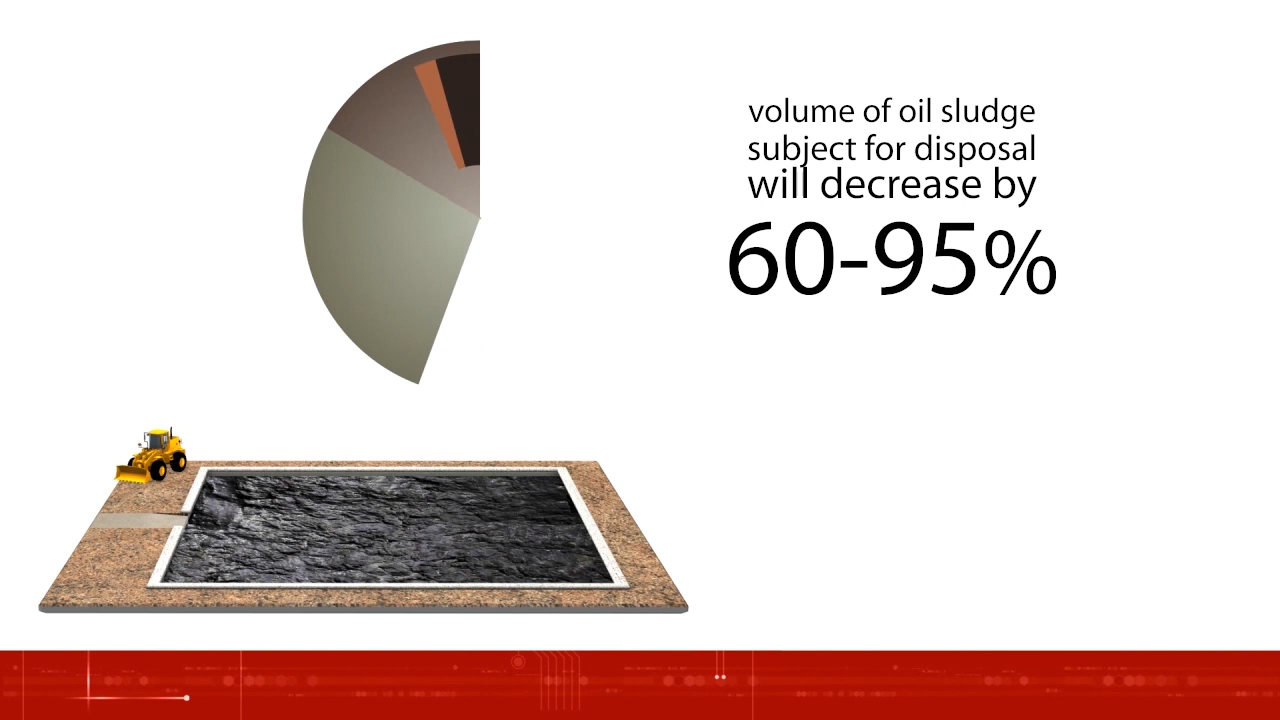 volume of oil sludge
subject for disposal
will decrease by
60-95%